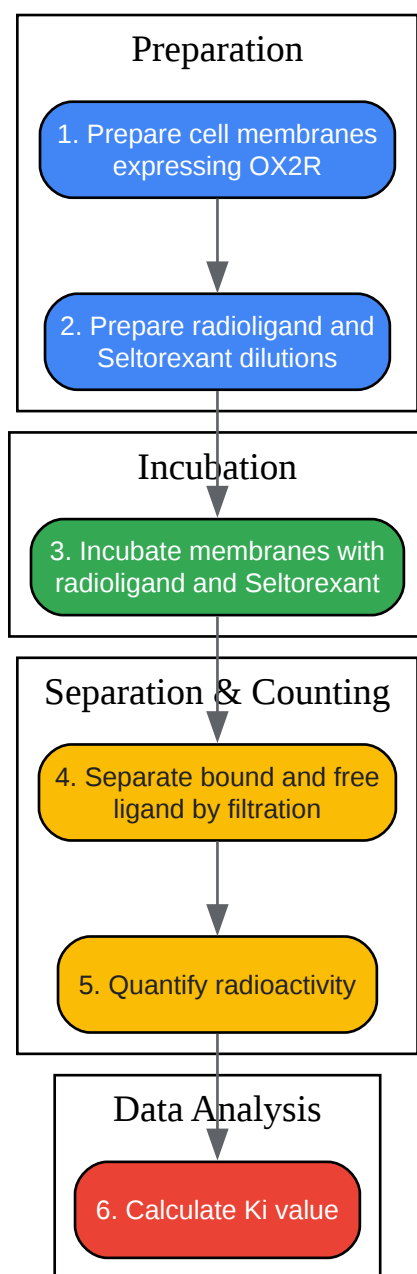 Preparation
1. Prepare cell membranes
expressing OX2R
2. Prepare radioligand and
Seltorexant dilutions
Incubation
3. Incubate membranes with
radioligand and Seltorexant
Separation & Counting
4. Separate bound and free
ligand by filtration
5. Quantify radioactivity
Data Analysis
6. Calculate Ki value